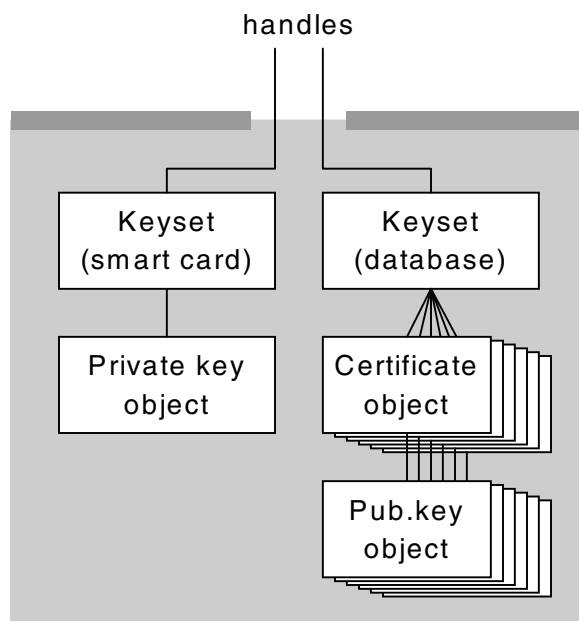 handles
Keyset
(smart card)
Keyset
(database)
Private key
object
Certificate
object
Pub.key
object